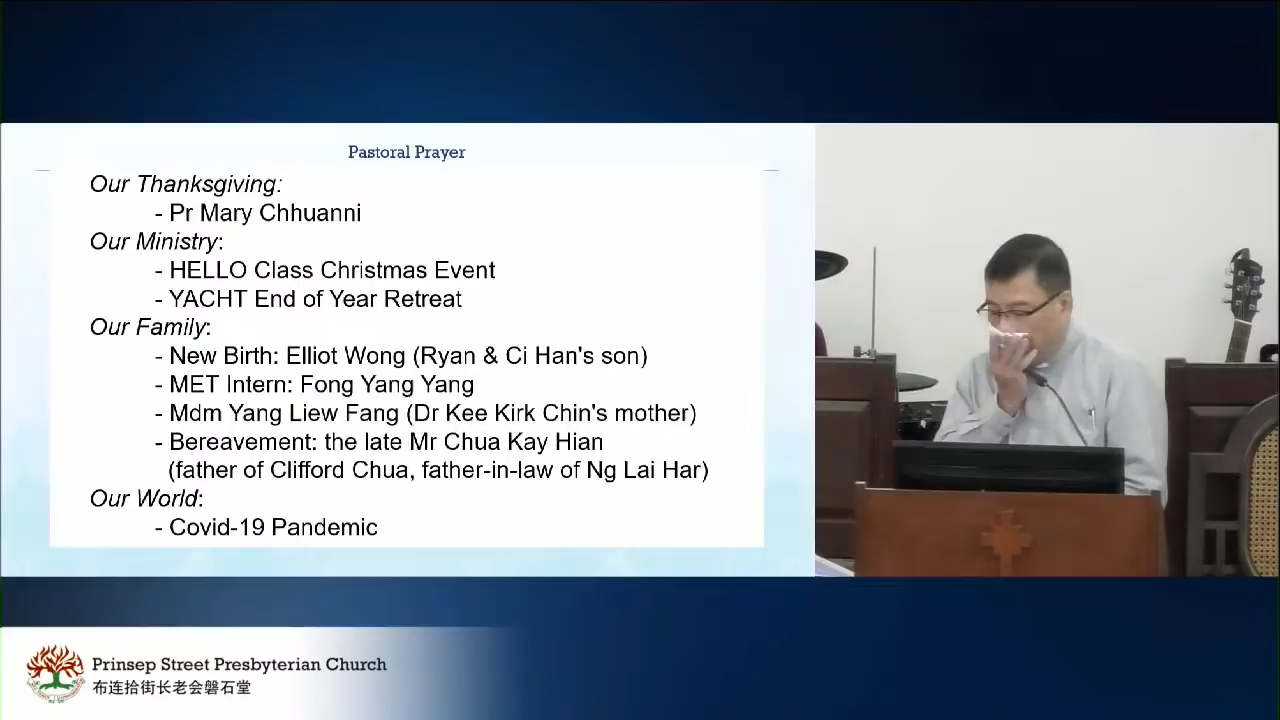 Pastoral Prayer
Our Thanksgiving:
- Pr Mary Chhuanni
Our Ministry:
- HELLO Class Christmas Event
- YACHT End of Year Retreat
Our Family:
- New Birth: Elliot Wong (Ryan & Ci Han's son)
- MET Intern: Fong Yang Yang
- Mdm Yang Liew Fang (Dr Kee Kirk Chin's mother)
- Bereavement: the late Mr Chua Kay Hian
(father of Clifford Chua, father-in-law of Ng Lai Har)
Our World:
- Covid-19 Pandemic
Prinsep Street Presbyterian Church
布连拾街长老会磐石堂